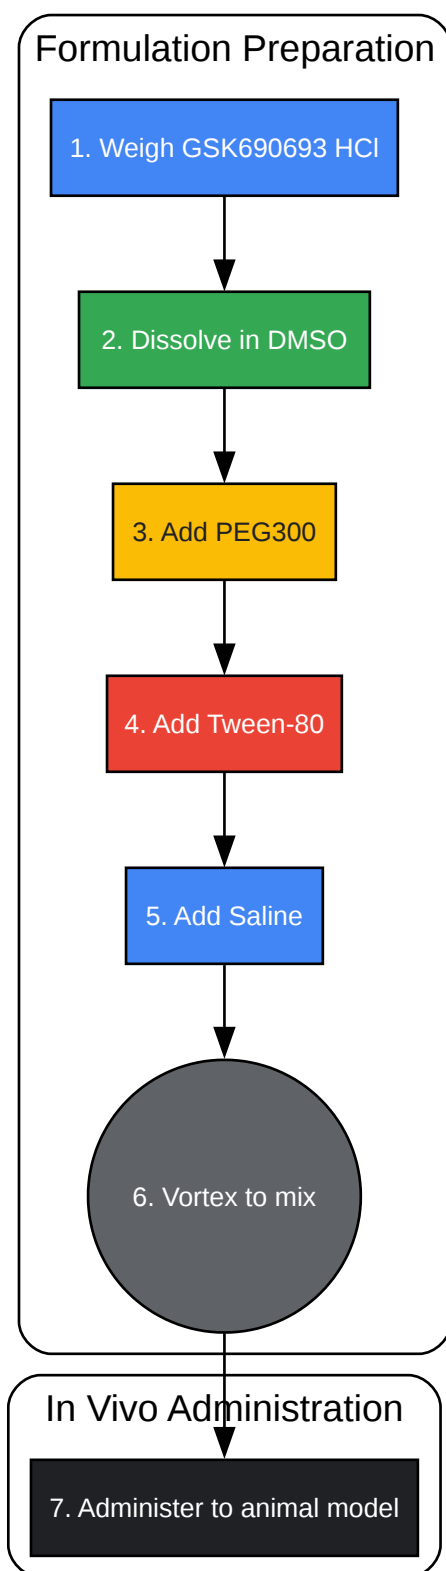 Formulation Preparation
1. Weigh GSK690693 HCl
2. Dissolve in DMSO
3. Add PEG300
4. Add Tween-80
5. Add Saline
6. Vortex to mix
In Vivo Administration
7. Administer to animal model